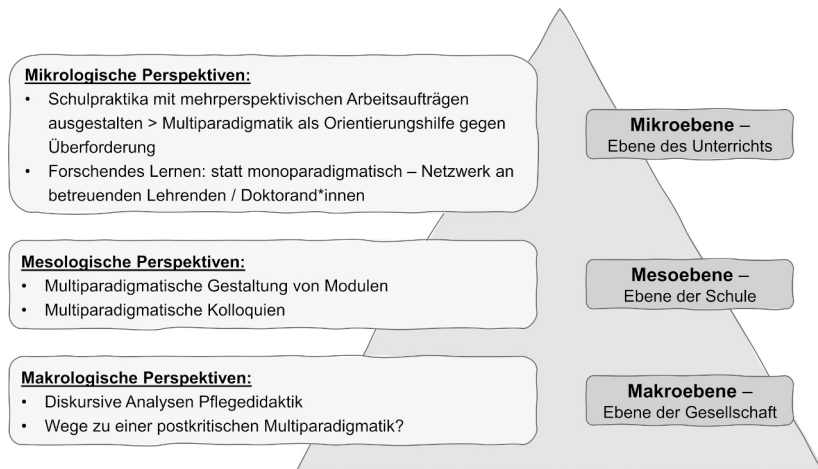 Mikrologische Perspektiven:
• Schulpraktika mit mehrperspektivischen Arbeitsaufträgen
ausgestalten > Multiparadigmatik als Orientierungshilfe gegen
Überforderung
• Forschendes Lernen: statt monoparadigmatisch – Netzwerk an
betreuenden Lehrenden / Doktorand*innen
Mikroebene –
Ebene des Unterrichts
Mesologische Perspektiven:
• Multiparadigmatische Gestaltung von Modulen
• Multiparadigmatische Kolloquien
Mesoebene –
Ebene der Schule
Makrologische Perspektiven:
• Diskursive Analysen Pflegedidaktik
• Wege zu einer postkritischen Multiparadigmatik?
Makroebene –
Ebene der Gesellschaft